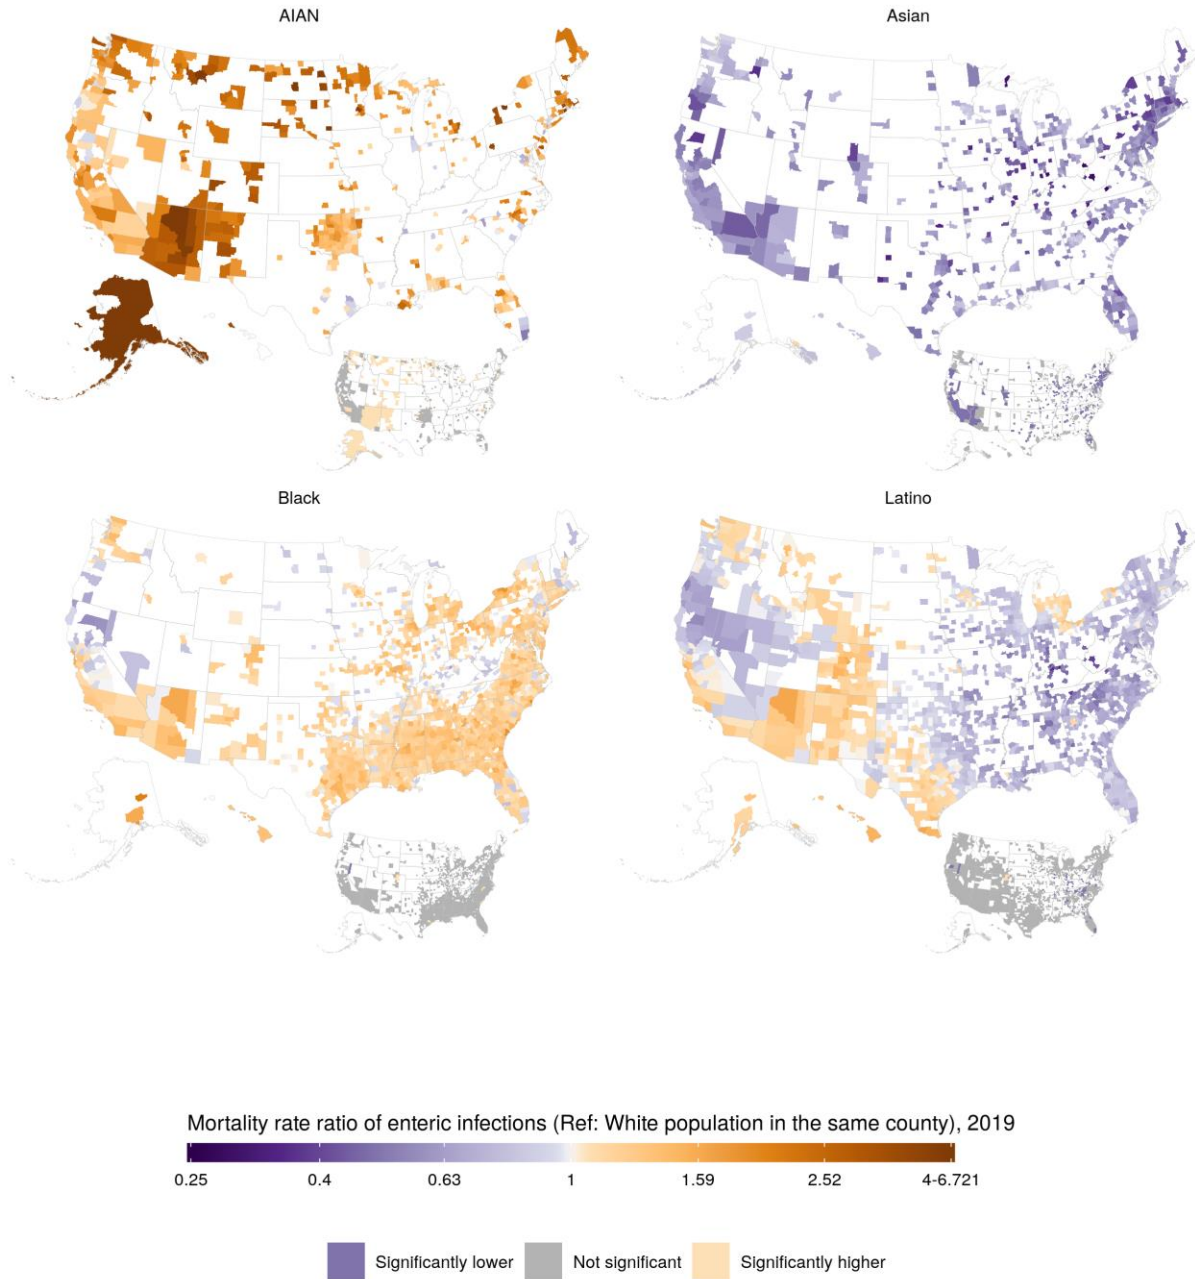 AIAN
Asian
Black
Latino
Mortality rate ratio of enteric infections (Ref: White population in the same county), 2019
0.25 0.4 0.63 1 1.59 2.52 4-6.721
Significantly lower Not significant Significantly higher